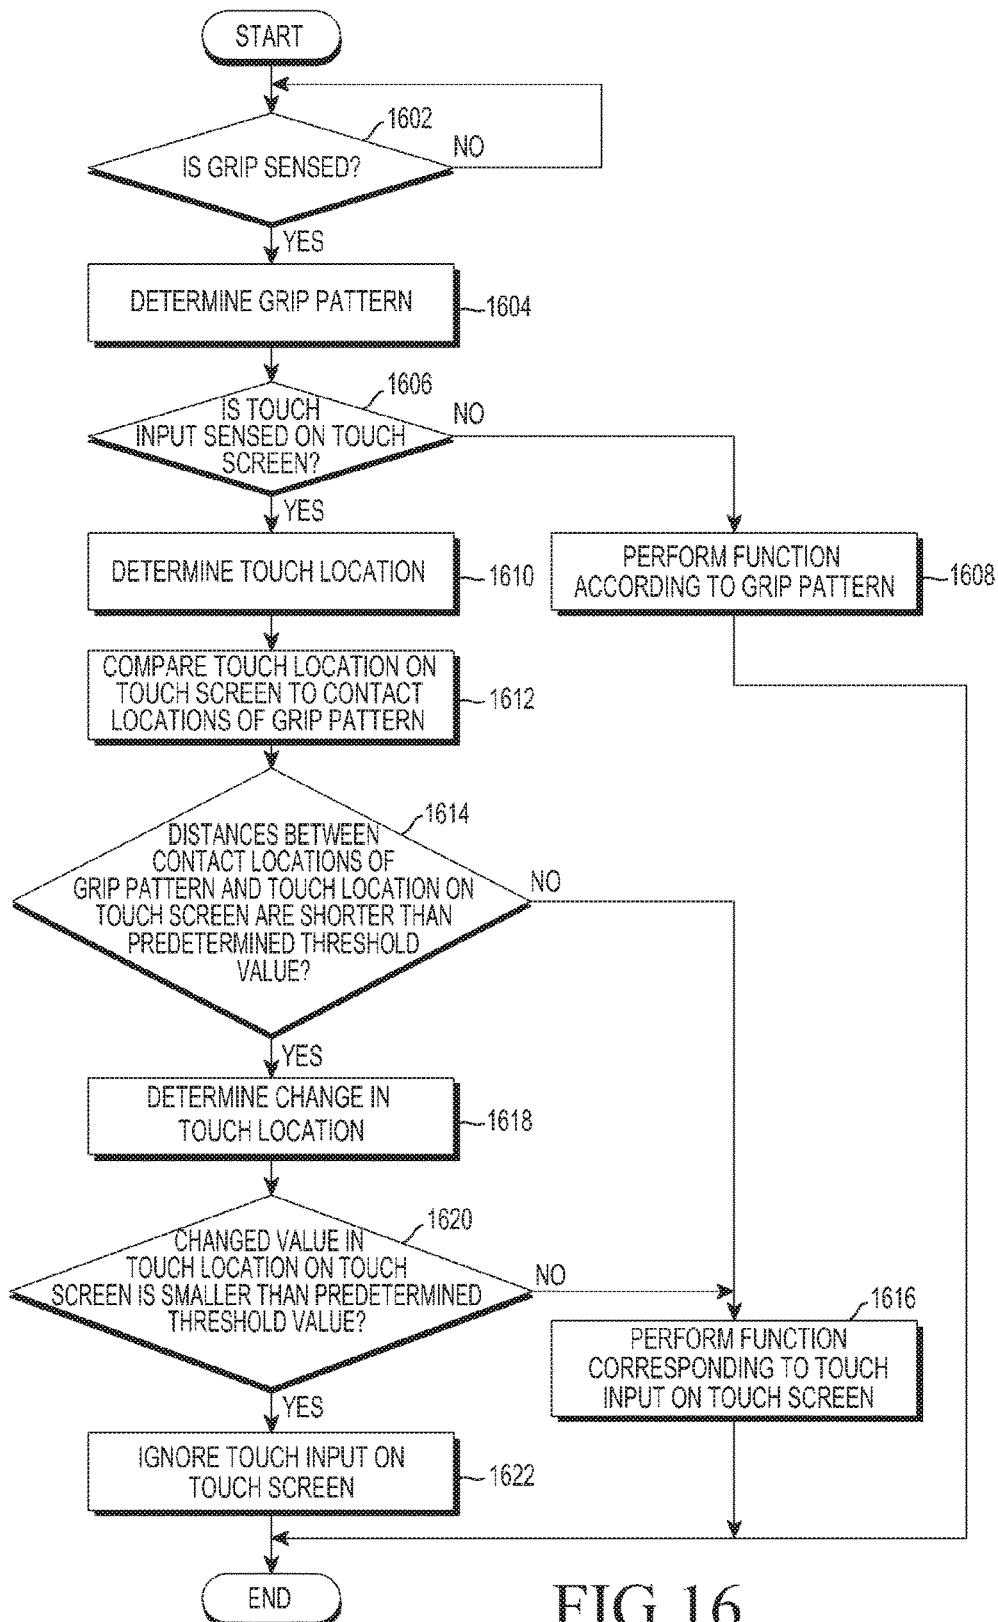 START
1602
IS GRIP SENSED?
NO
YES
DETERMINE GRIP PATTERN
1604
1606
IS TOUCH
INPUT SENSED ON TOUCH
SCREEN?
NO
YES
DETERMINE TOUCH LOCATION
1610
PERFORM FUNCTION
ACCORDING TO GRIP PATTERN
1608
COMPARE TOUCH LOCATION ON
TOUCH SCREEN TO CONTACT
LOCATIONS OF GRIP PATTERN
1612
1614
DISTANCES BETWEEN
CONTACT LOCATIONS OF
GRIP PATTERN AND TOUCH LOCATION ON
TOUCH SCREEN ARE SHORTER THAN
PREDETERMINED THRESHOLD
VALUE?
NO
YES
DETERMINE CHANGE IN
TOUCH LOCATION
1618
1620
CHANGED VALUE IN
TOUCH LOCATION ON TOUCH
SCREEN IS SMALLER THAN PREDETERMINED
THRESHOLD VALUE?
NO
1616
PERFORM FUNCTION
CORRESPONDING TO TOUCH
INPUT ON TOUCH SCREEN
YES
IGNORE TOUCH INPUT ON
TOUCH SCREEN
1622
END
FIG.16